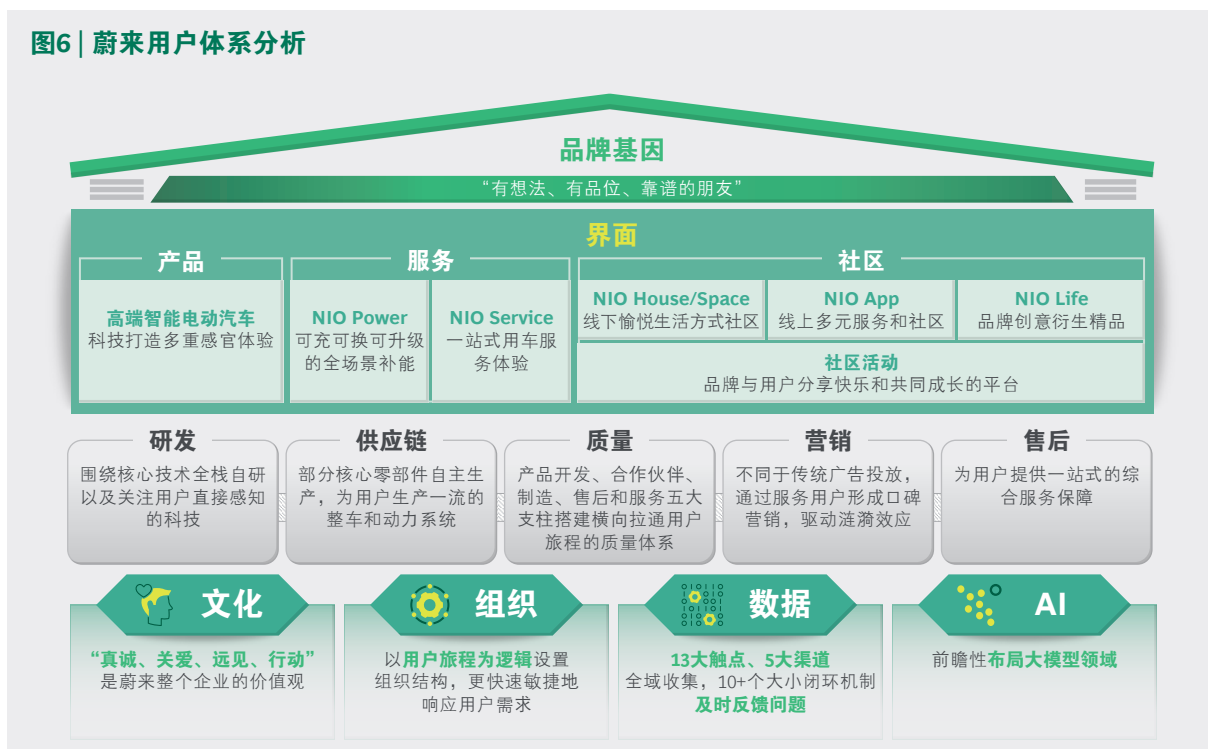 图6 | 蔚来用户体系分析
品牌基因
“有想法、有品位、靠谱的朋友”
界面
产品
高端智能电动汽车
科技打造多重感官体验
服务
NIO Power
可充可换可升级
的全场景补能
NIO Service
一站式用车服
务体验
社区
NIO House/Space
线下愉悦生活方式社区
NIO App
线上多元服务和社区
NIO Life
品牌创意衍生精品
社区活动
品牌与用户分享快乐和共同成长的平台
研发
围绕核心技术全栈自研
以及关注用户直接感知
的科技
供应链
部分核心零部件自主生
产，为用户生产一流的
整车和动力系统
质量
产品开发、合作伙伴、
制造、售后和服务五大
支柱搭建横向拉通用户
旅程的质量体系
营销
不同于传统广告投放，
通过服务用户形成口碑
营销，驱动涟漪效应
售后
为用户提供一站式的综
合服务保障
文化
“真诚、关爱、远见、行动”
是蔚来整个企业的价值观
组织
以用户旅程为逻辑设置
组织结构，更快速敏捷地
响应用户需求
数据
13大触点、5大渠道
全域收集，10+个大小闭环机制
及时反馈问题
AI
前瞻性布局大模型领域